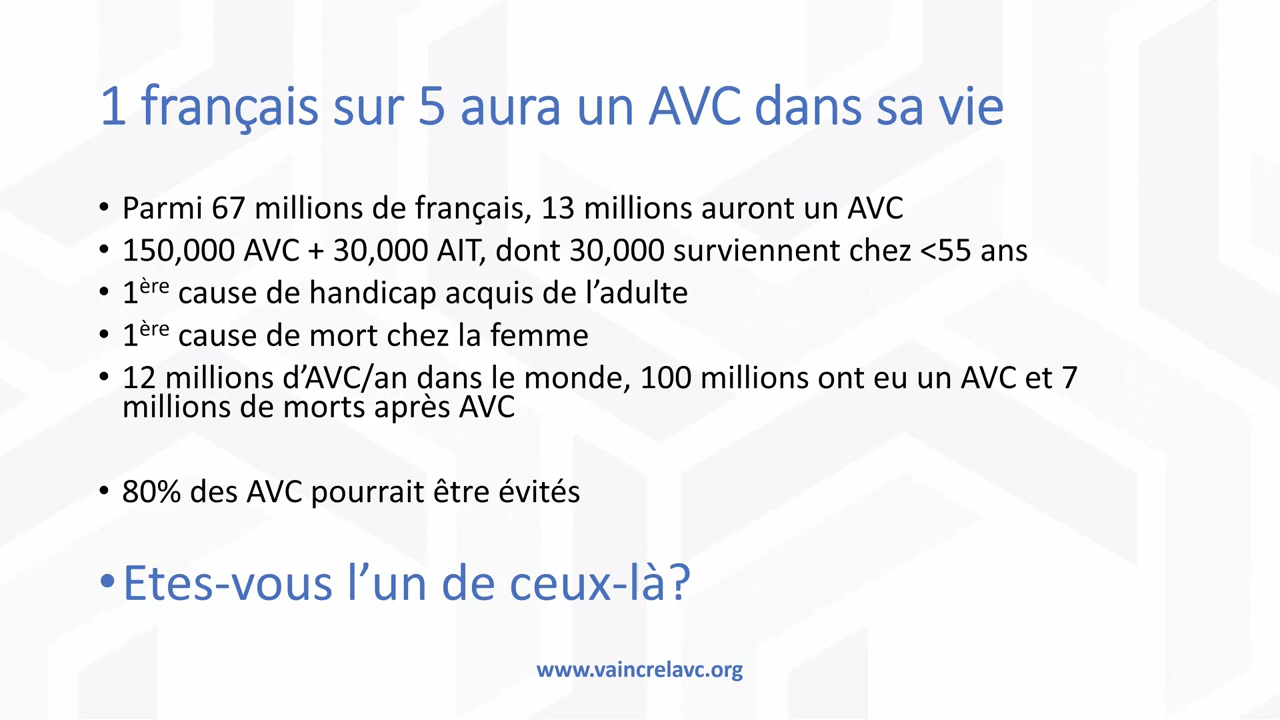 1 français sur 5 aura un AVC dans sa vie
• Parmi 67 millions de français, 13 millions auront un AVC
• 150,000 AVC + 30,000 AIT, dont 30,000 surviennent chez <55 ans
• 1ère cause de handicap acquis de l’adulte
• 1ère cause de mort chez la femme
• 12 millions d’AVC/an dans le monde, 100 millions ont eu un AVC et 7
millions de morts après AVC
• 80% des AVC pourrait être évités
• Etes-vous l’un de ceux-là?
www.vaincrelavc.org